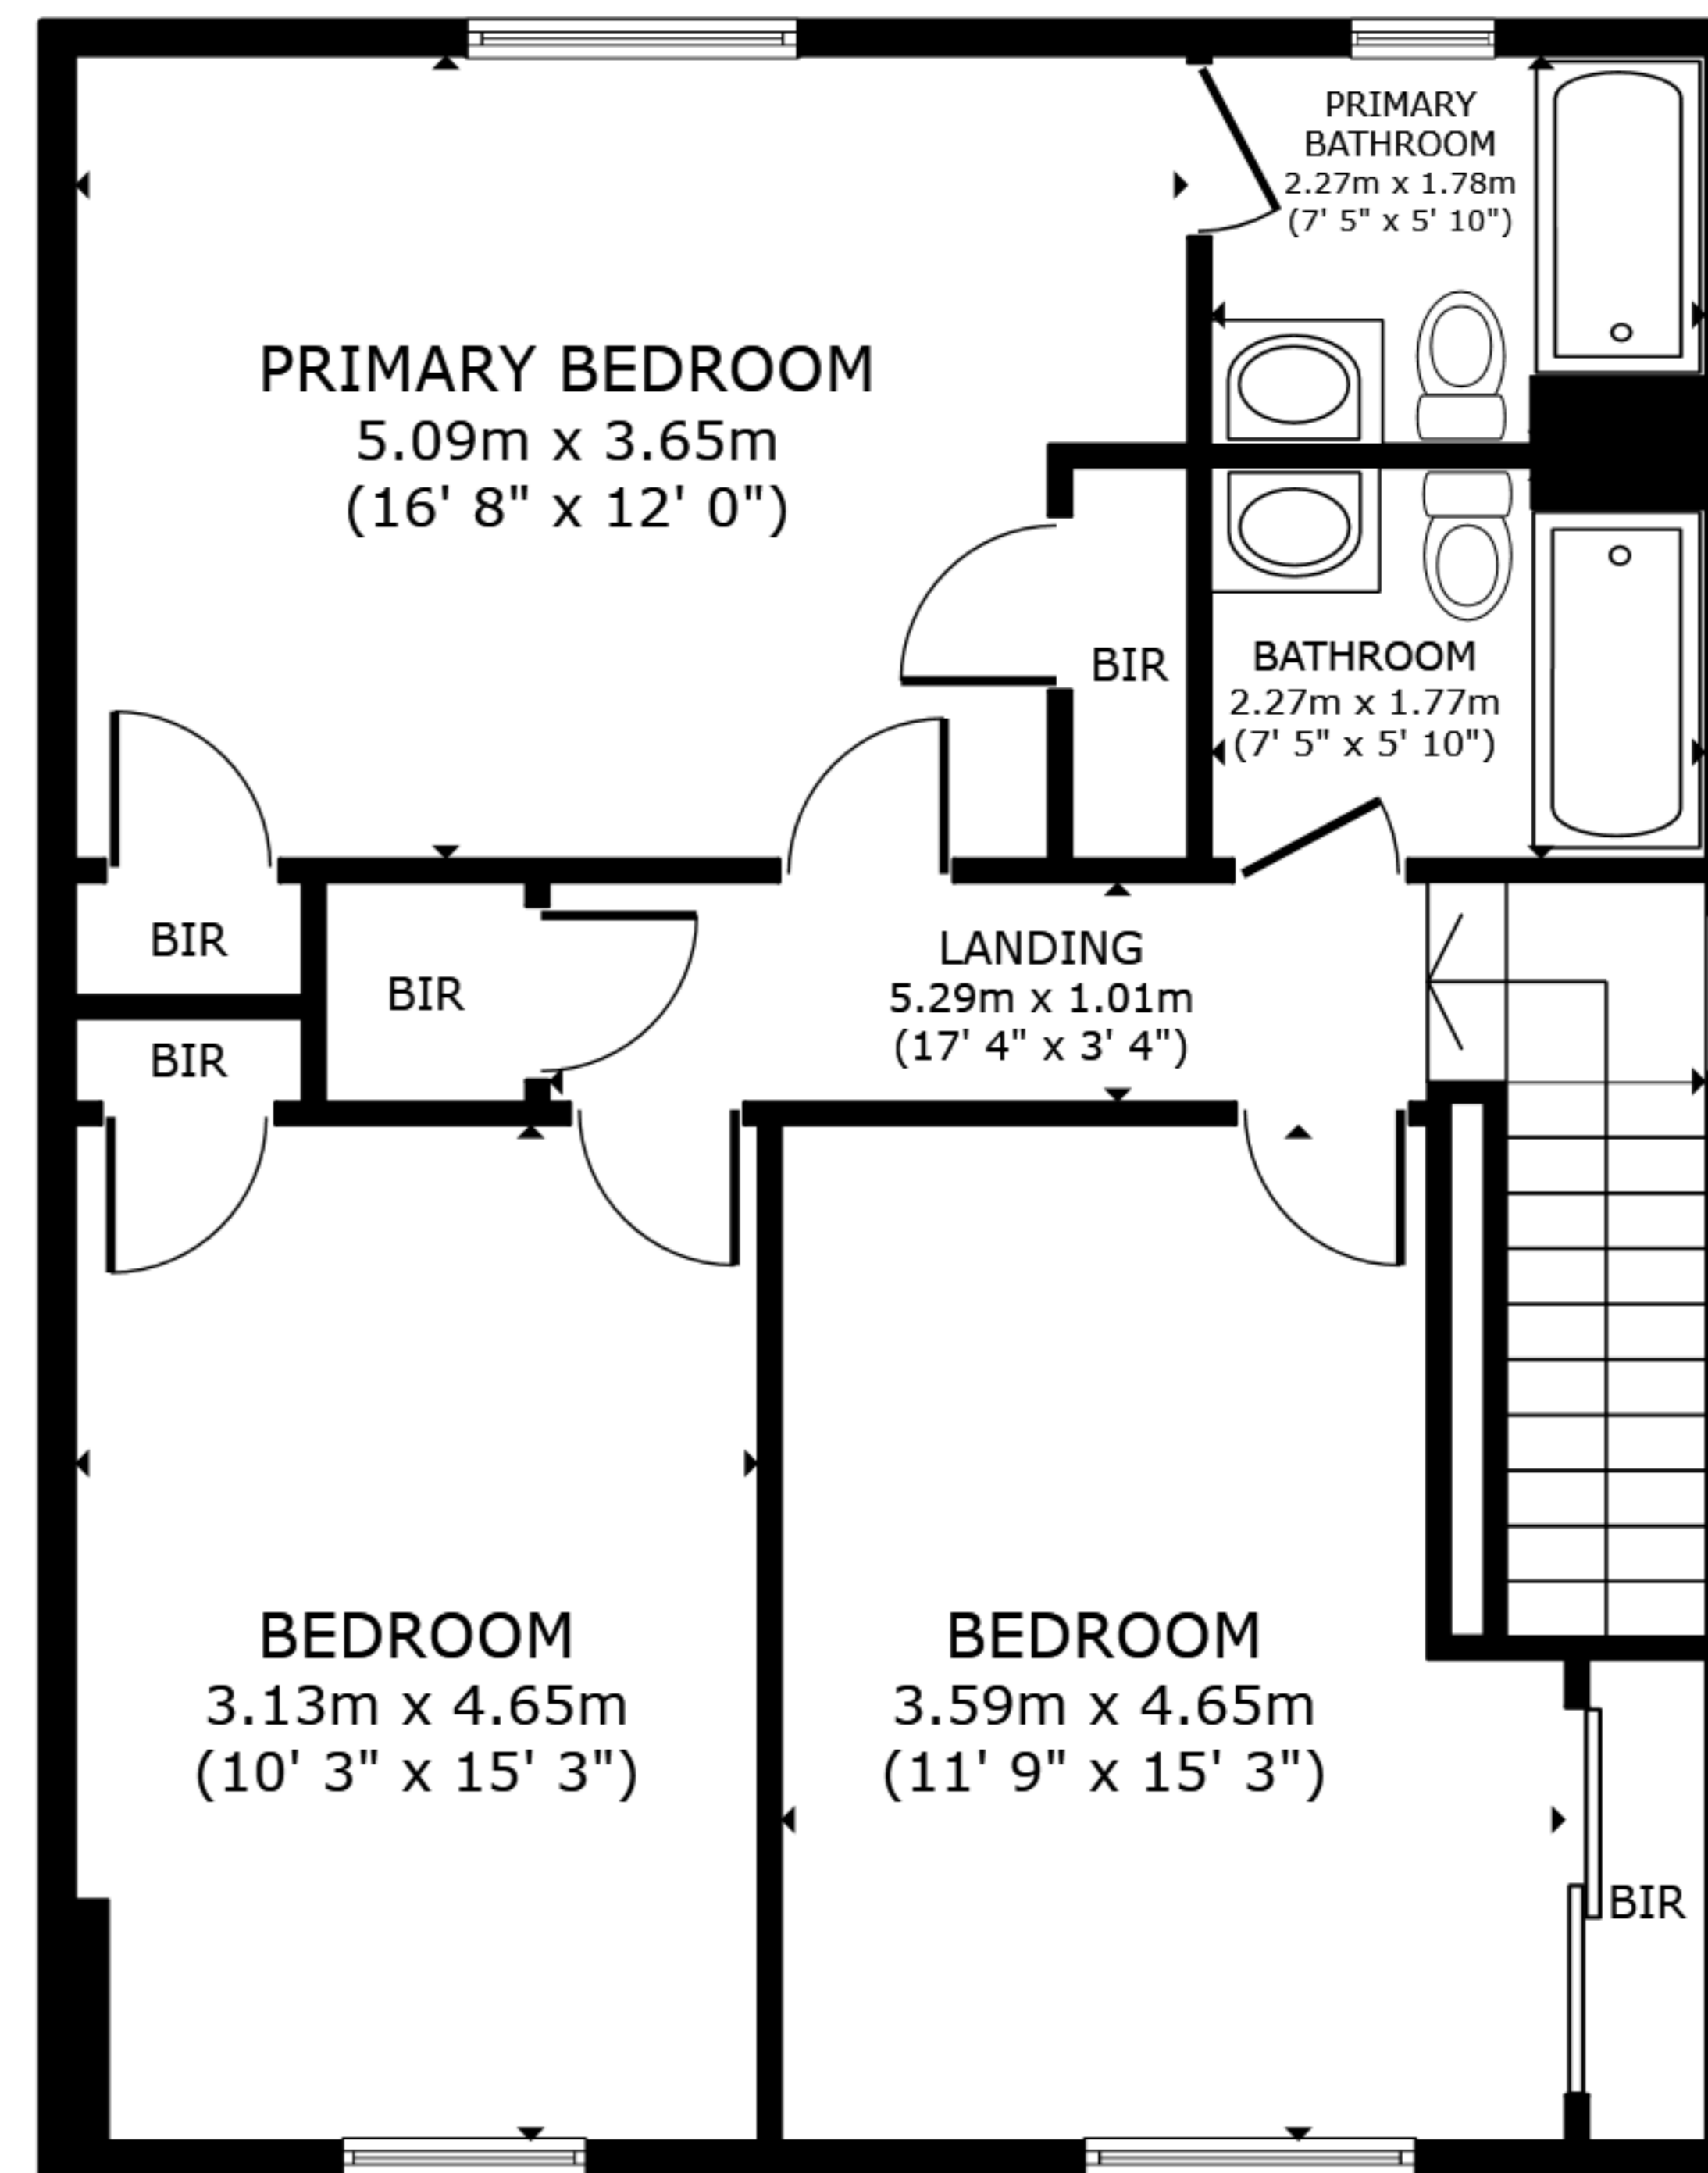 PRIMARY
BATHROOM
2.27m x 1.78m
(7' 5" x 5' 10")
PRIMARY BEDROOM
5.09m x 3.65m
(16' 8" x 12' 0")
BIR
BATHROOM
2.27m x 1.77m
(7' 5" x 5' 10")
BIR
BIR
LANDING
5.29m x 1.01m
(17' 4" x 3' 4")
BIR
BEDROOM
3.13m x 4.65m
(10' 3" x 15' 3")
BEDROOM
3.59m x 4.65m
(11' 9" x 15' 3")
BIR